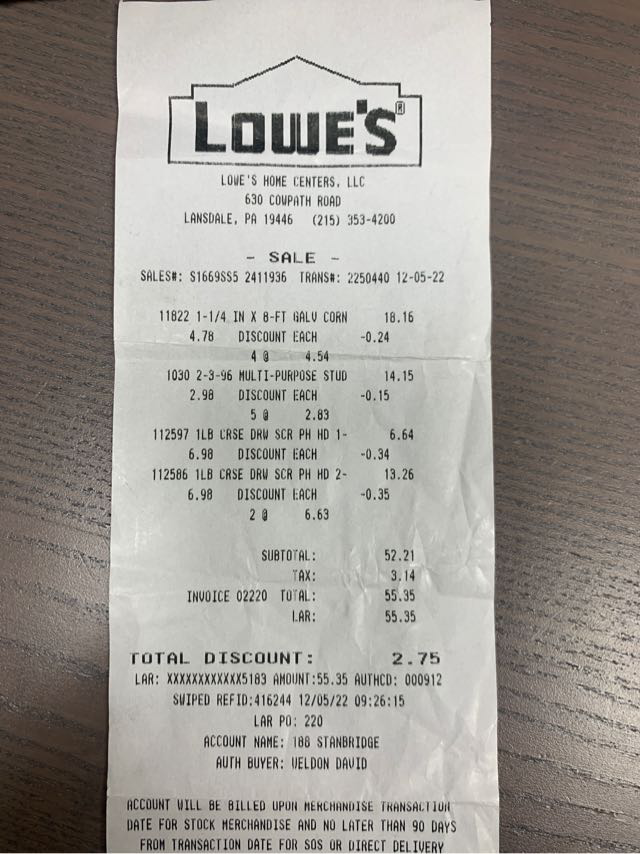 LOWE'S®
LOWE'S HOME CENTERS, LLC
630 COWPATH ROAD
LANSDALE, PA 19446 (215) 353-4200
- SALE -
SALES#: S1669SS5 2411936 TRANS#: 2250440 12-05-22
11822 1-1/4 IN X 8-FT GALV CORN 18.16
4.78 DISCOUNT EACH -0.24
4 @ 4.54
1030 2-3-96 MULTI-PURPOSE STUD 14.15
2.98 DISCOUNT EACH -0.15
5 @ 2.83
112597 1LB CRSE DRW SCR PH HD 1- 6.64
6.98 DISCOUNT EACH -0.34
112586 1LB CRSE DRW SCR PH HD 2- 13.26
6.98 DISCOUNT EACH -0.35
2 @ 6.63
SUBTOTAL: 52.21
TAX: 3.14
INVOICE 02220 TOTAL: 55.35
LAR: 55.35
TOTAL DISCOUNT: 2.75
LAR: XXXXXXXXXXXX5183 AMOUNT:55.35 AUTHCD: 000912
SWIPED REFID:416244 12/05/22 09:26:15
LAR PO: 220
ACCOUNT NAME: 188 STANBRIDGE
AUTH BUYER: WELDON DAVID
ACCOUNT WILL BE BILLED UPON MERCHANDISE TRANSACTION
DATE FOR STOCK MERCHANDISE AND NO LATER THAN 90 DAYS
FROM TRANSACTION DATE FOR SOS OR DIRECT DELIVERY